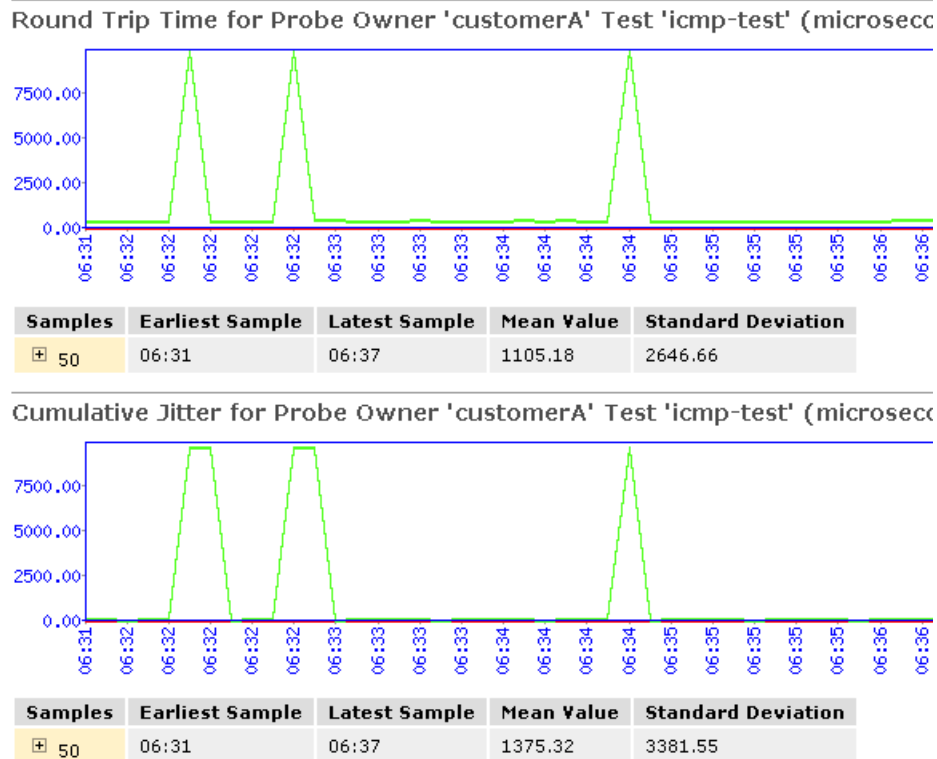 Round Trip Time for Probe Owner 'customerA' Test 'icmp-test' (microsecc
7500.00
5000.00
2500.00
0.00
06:31 06:32 06:32 06:32 06:32 06:32 06:33 06:33 06:33 06:33 06:34 06:34 06:34 06:34 06:35 06:35 06:35 06:35 06:36 06:36 06:36
Samples Earliest Sample Latest Sample Mean Value Standard Deviation
50 06:31 06:37 1105.18 2646.66
Cumulative Jitter for Probe Owner 'customerA' Test 'icmp-test' (microsecc
7500.00
5000.00
2500.00
0.00
06:31 06:32 06:32 06:32 06:32 06:32 06:33 06:33 06:33 06:33 06:34 06:34 06:34 06:34 06:35 06:35 06:35 06:35 06:36 06:36 06:36
Samples Earliest Sample Latest Sample Mean Value Standard Deviation
50 06:31 06:37 1375.32 3381.55